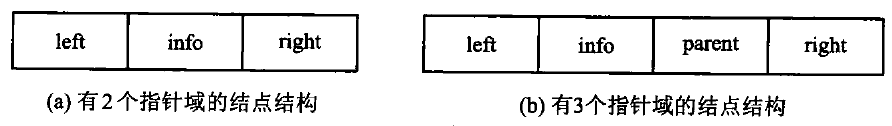 left info right
left info parent right
(a) 有2个指针域的结点结构
(b) 有3个指针域的结点结构